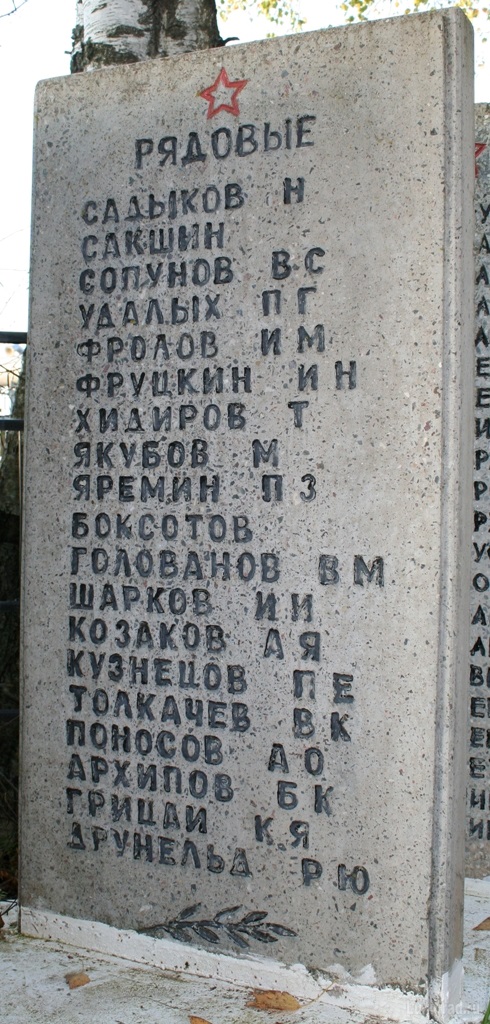 РЯДОВЫЕ
САДЫКОВ Н
САКШИН
СОПУНОВ В С
УДАЛЫХ П Г
ФРОЛОВ И М
ФРУЦКИН И Н
ХИДИРОВ Т
ЯКУБОВ М
ЯРЕМИН П З
БОКСОТОВ
ГОЛОВАНОВ В М
ШАРКОВ И И
КОЗАКОВ А Я
КУЗНЕЦОВ П Е
ТОЛКАЧЕВ В К
ПОНОСОВ А О
АРХИПОВ Б К
ГРИЦАЙ К Я
ДРУНЕЛЬД Р Ю